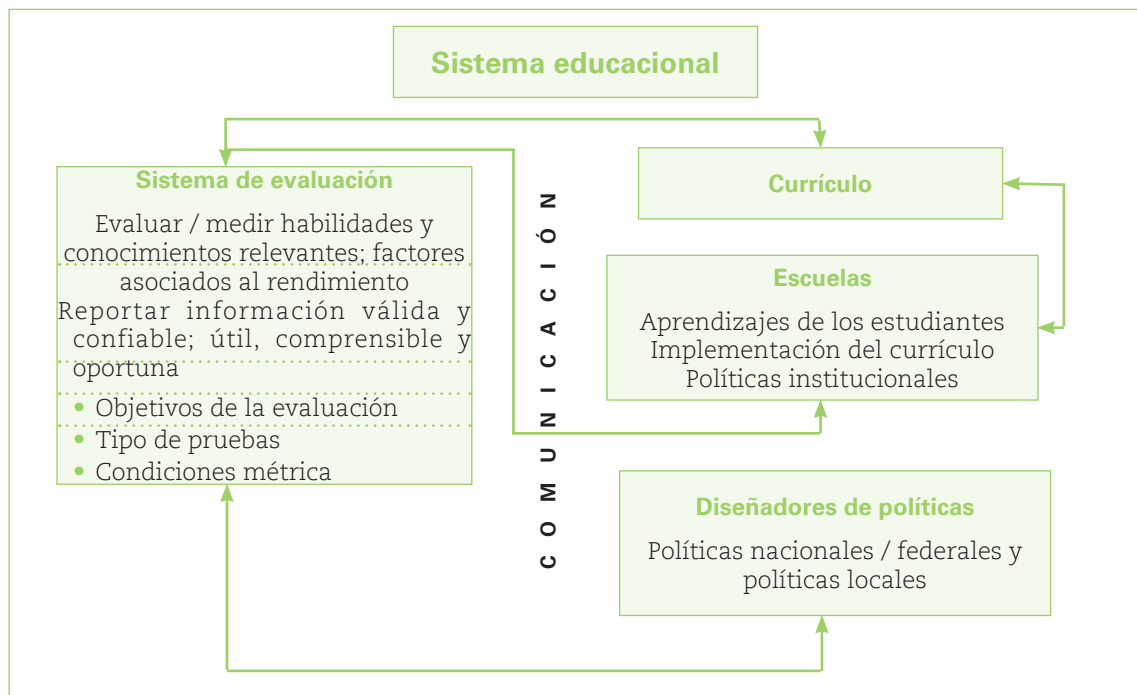 Sistema educacional
Sistema de evaluación
Evaluar / medir habilidades y
conocimientos relevantes; factores
asociados al rendimiento
Reportar información válida y
confiable; útil, comprensible y
oportuna
• Objetivos de la evaluación
• Tipo de pruebas
• Condiciones métrica
COMUNICACIÓN
Currículo
Escuelas
Aprendizajes de los estudiantes
Implementación del currículo
Políticas institucionales
Diseñadores de políticas
Políticas nacionales / federales y
políticas locales